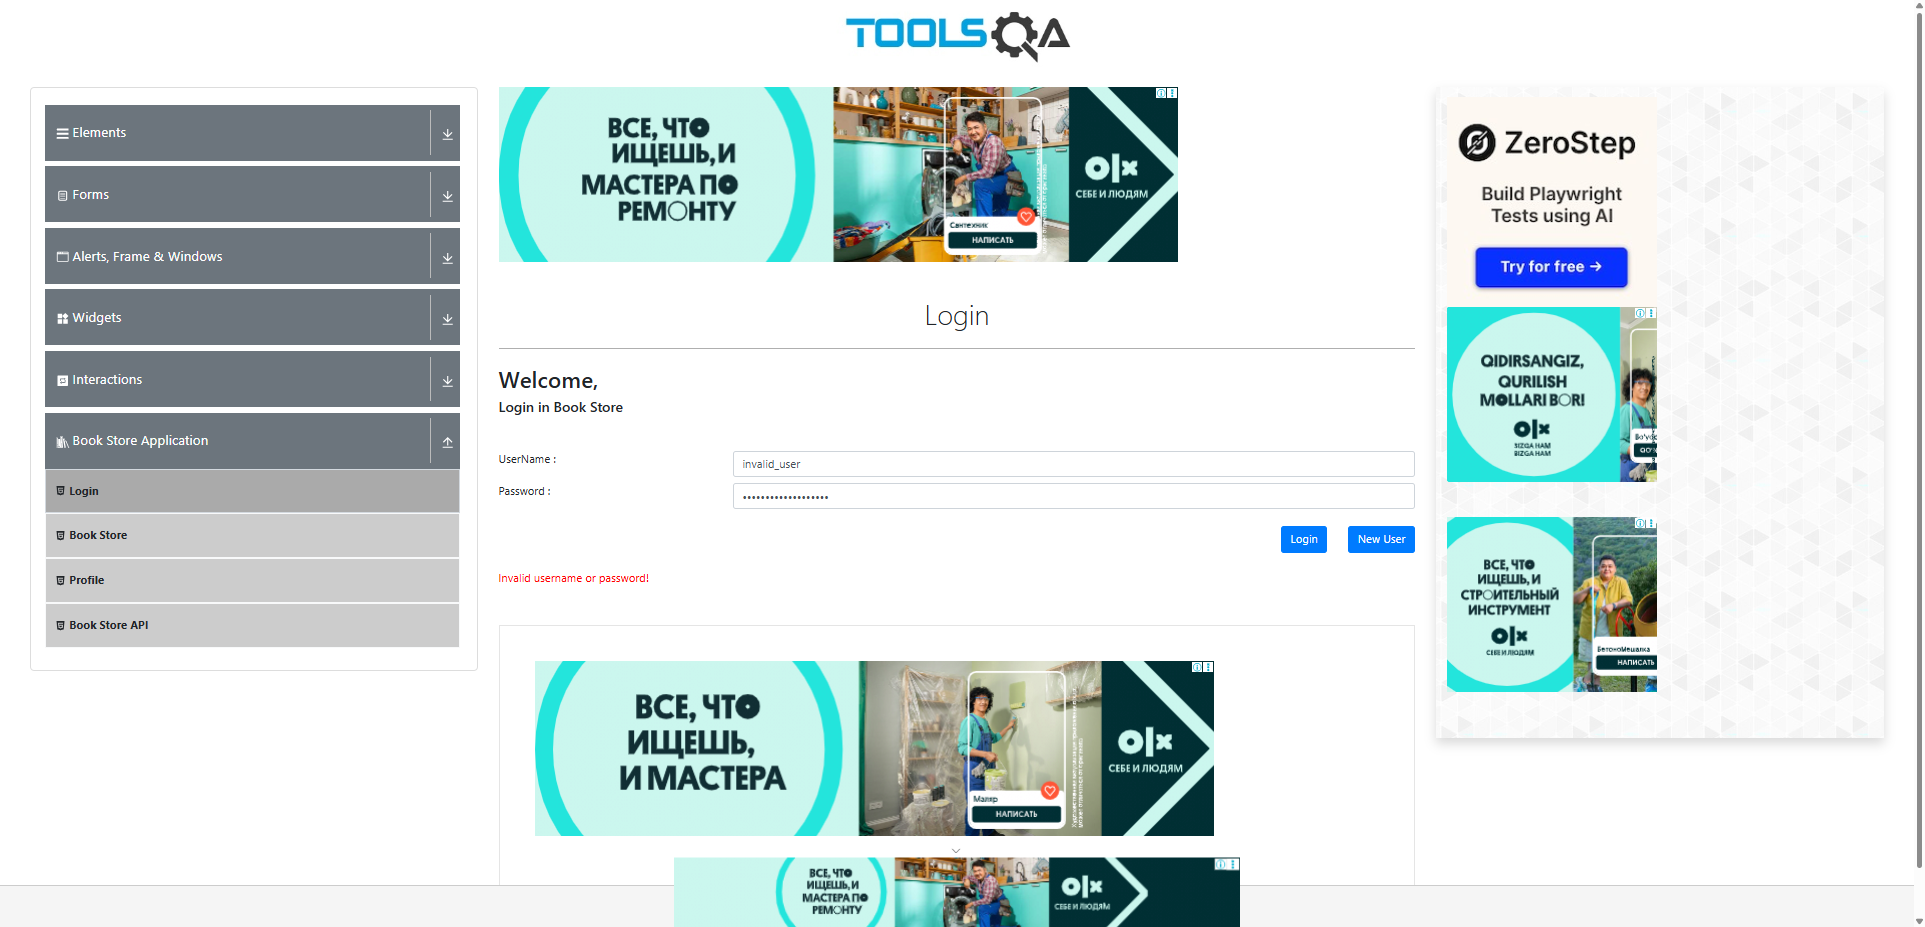 TOOLSQA
Elements
Forms
Alerts, Frame & Windows
Widgets
Interactions
Book Store Application
Login
Book Store
Profile
Book Store API
ВСЕ, ЧТО
ИЩЕШЬ, И
МАСТЕРА ПО
РЕМОНТУ
Сантехник
НАПИСАТЬ
olx
СЕБЕ И ЛЮДЯМ
Login
Welcome,
Login in Book Store
UserName :
invalid_user
Password :
•••••••••••••••••••
Login
New User
Invalid username or password!
ВСЕ, ЧТО
ИЩЕШЬ,
И МАСТЕРА
Маляр
НАПИСАТЬ
olx
СЕБЕ И ЛЮДЯМ
ВСЕ, ЧТО
ИЩЕШЬ, И
МАСТЕРА ПО
РЕМОНТУ
olx
СЕБЕ И ЛЮДЯМ
ZeroStep
Build Playwright
Tests using AI
Try for free →
QIDIRSANGIZ,
QURILISH
MOLLARI BOR!
olx
BIZGA HAM
BIZGA HAM
ВСЕ, ЧТО
ИЩЕШЬ, И
СТРОИТЕЛЬНЫЙ
ИНСТРУМЕНТ
olx
СЕБЕ И ЛЮДЯМ
БетоноМешалка
НАПИСАТЬ